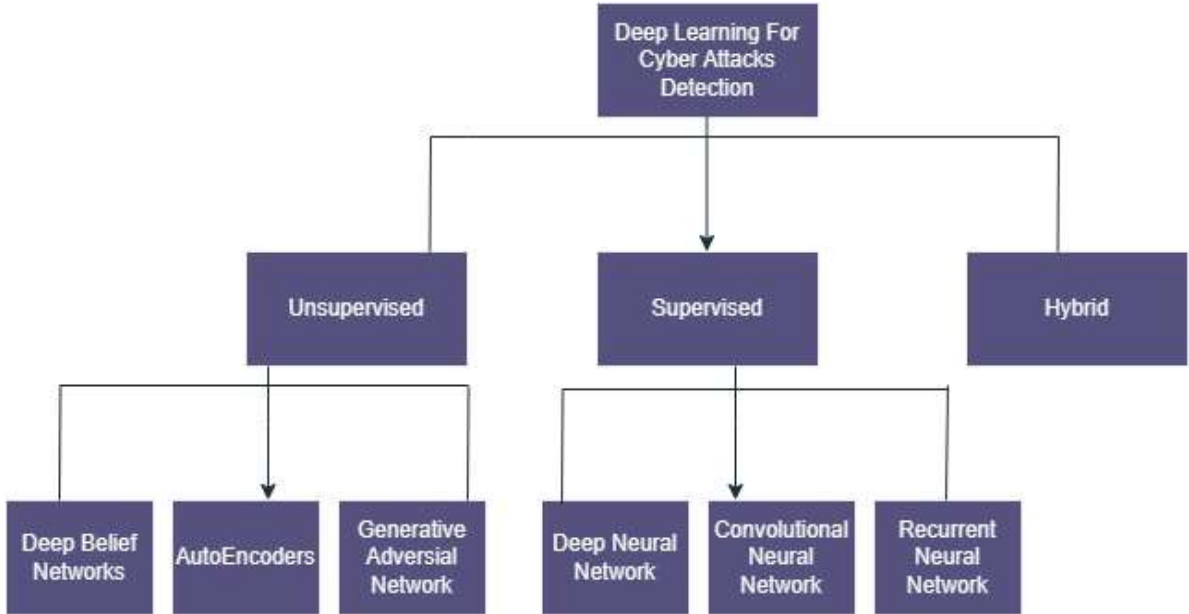 Deep Learning For
Cyber Attacks
Detection
Unsupervised
Supervised
Hybrid
Deep Belief
Networks
AutoEncoders
Generative
Adversial
Network
Deep Neural
Network
Convolutional
Neural
Network
Recurrent
Neural
Network